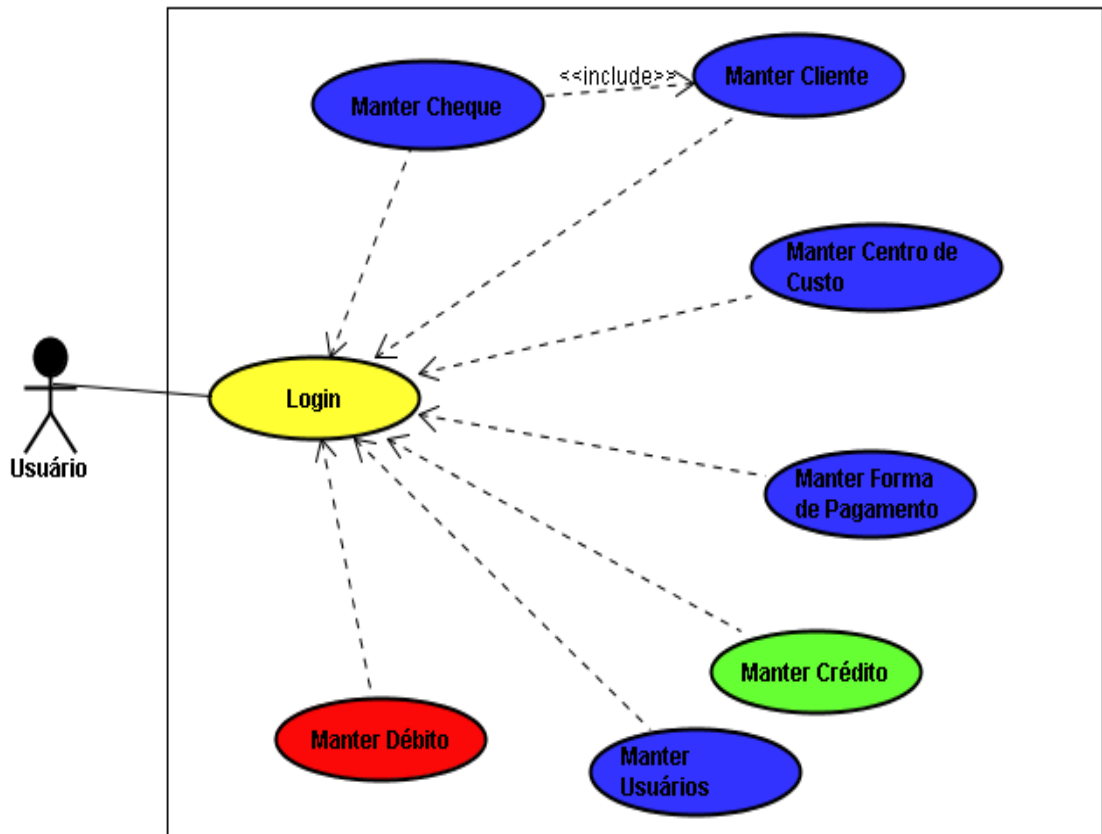 <<include>>
Manter Cliente
Manter Cheque
Manter Centro de
Custo
Login
Usuário
Manter Forma
de Pagamento
Manter Crédito
Manter Débito
Manter
Usuários